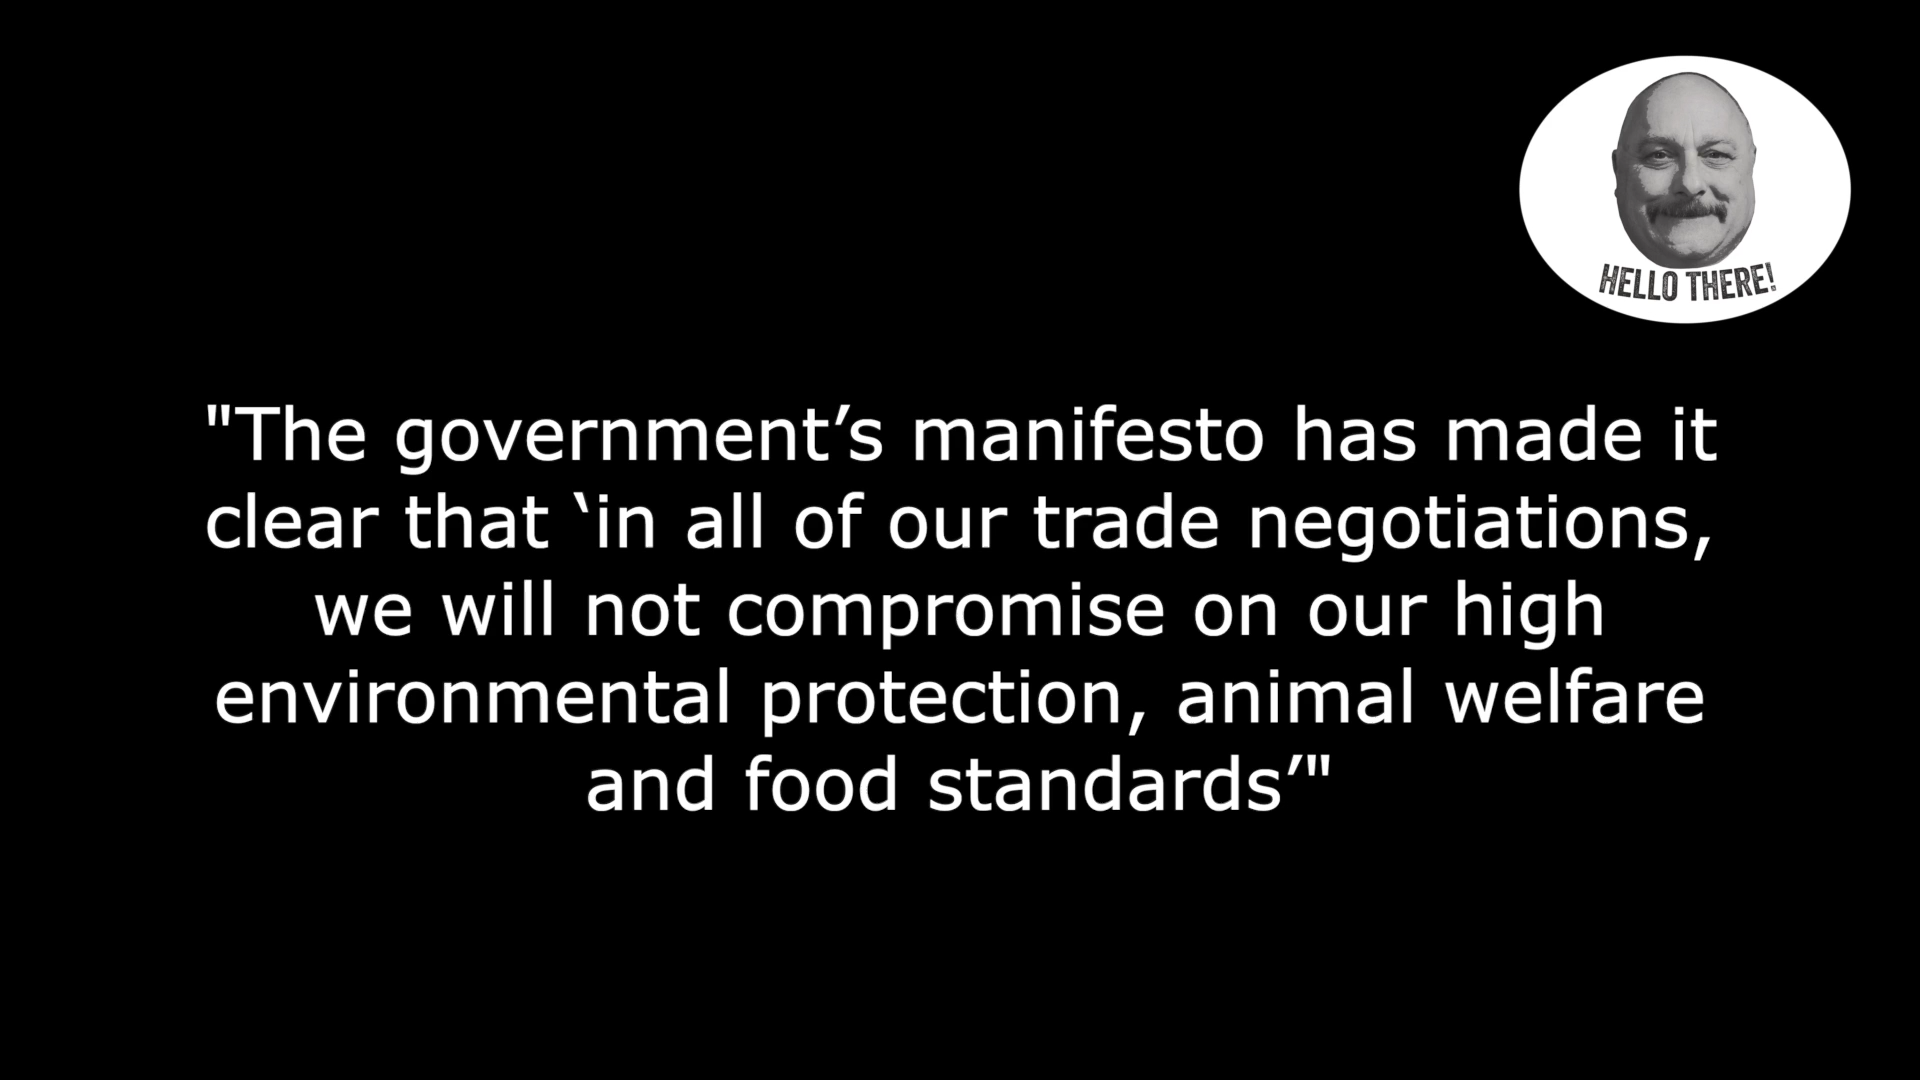 HELLO THERE!
"The government’s manifesto has made it
clear that ‛in all of our trade negotiations,
we will not compromise on our high
environmental protection, animal welfare
and food standards’"